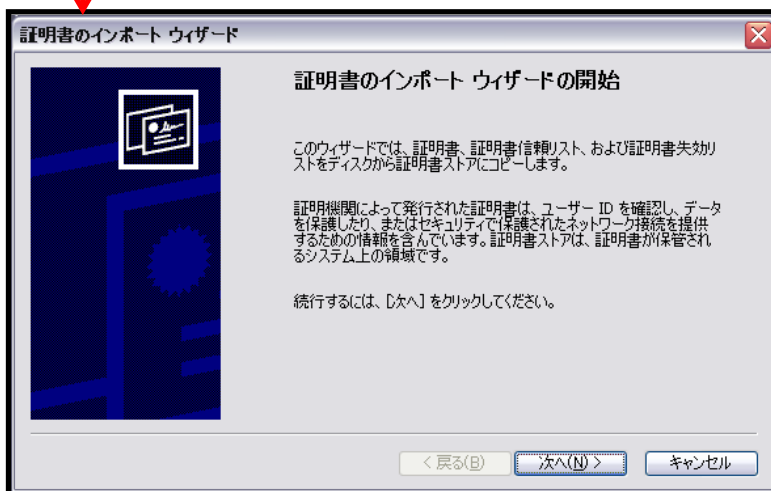 証明書のインポート ウィザード
証明書のインポート ウィザードの開始
このウィザードでは、証明書、証明書信頼リスト、および証明書失効リ
ストをディスクから証明書ストアにコピーします。
証明機関によって発行された証明書は、ユーザー ID を確認し、データ
を保護したり、またはセキュリティで保護されたネットワーク接続を提供
するための情報を含んでいます。証明書ストアは、証明書が保管され
るシステム上の領域です。
続行するには、[次へ] をクリックしてください。
< 戻る(B)
次へ(N) >
キャンセル